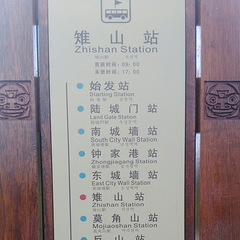 雉山站
Zhishan Station
首班时间：09：00
末班时间：17：00
始发站
Starting Station
陆城门站
Land Gate Station
南城墙站
South City Wall Station
钟家港站
Zhongjiagang Station
东城墙站
East City Wall Station
雉山站
Zhishan Station
莫角山站
Mojiaoshan Station
反山站